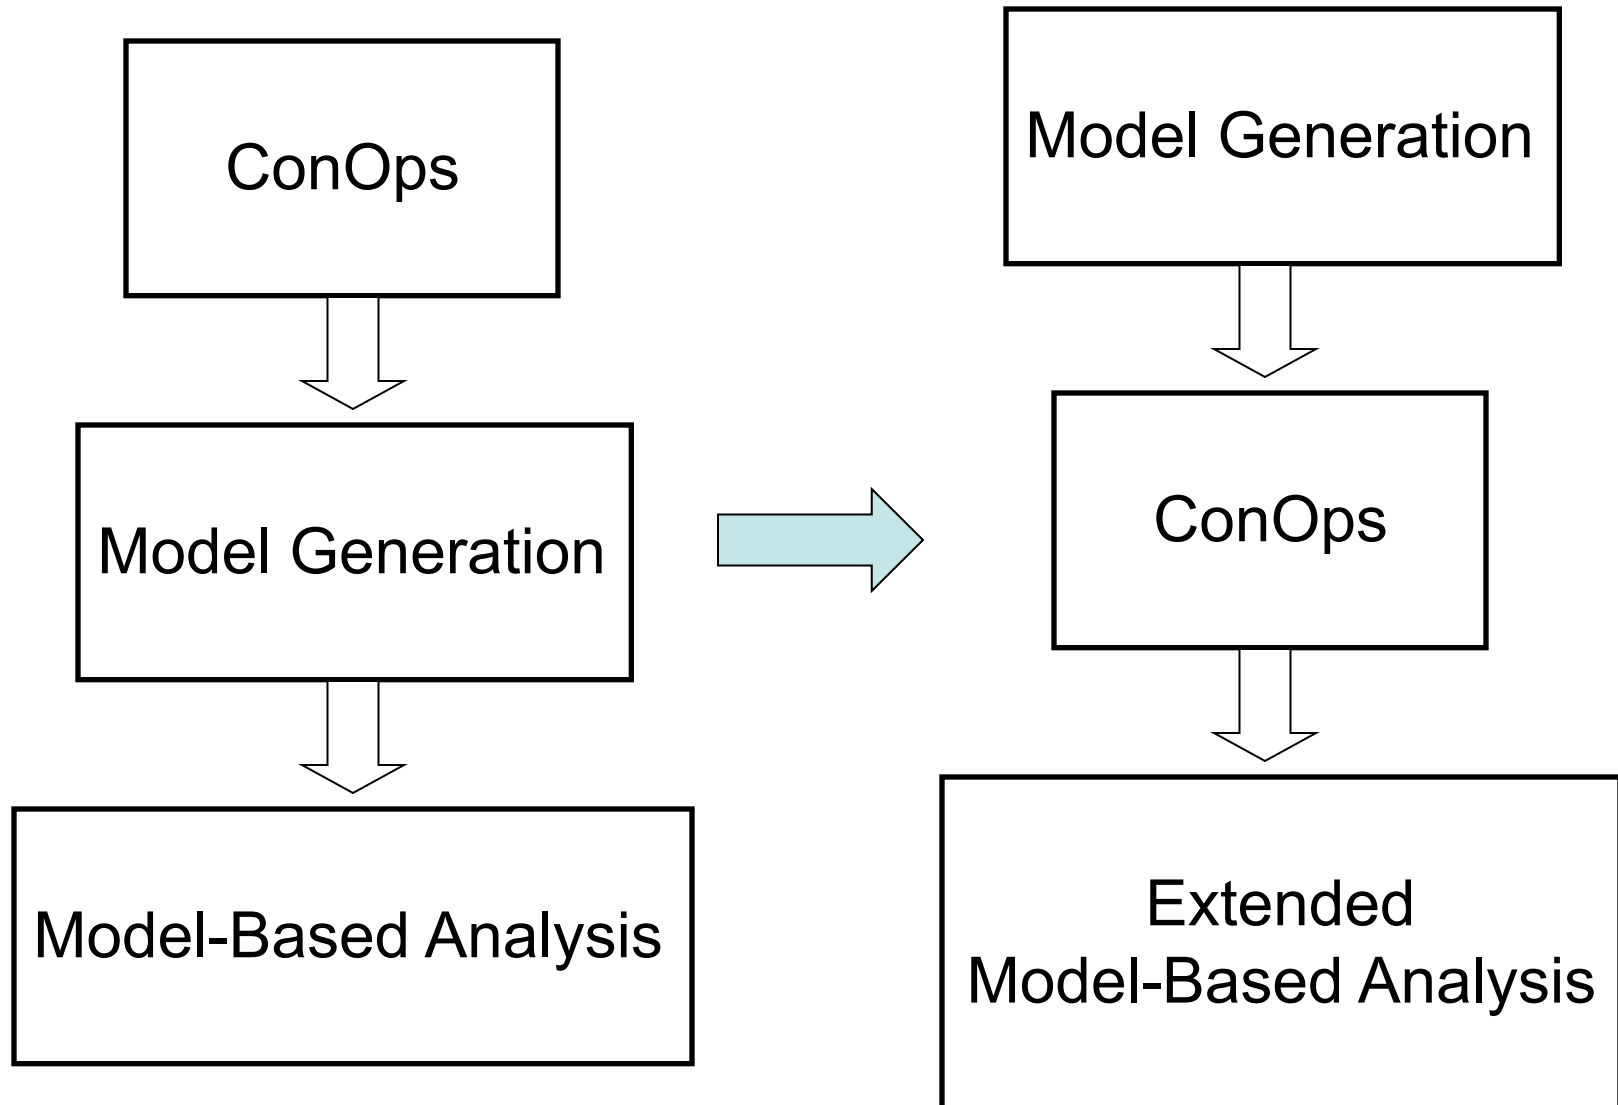 ConOps
Model Generation
Model-Based Analysis
Model Generation
ConOps
Extended
Model-Based Analysis